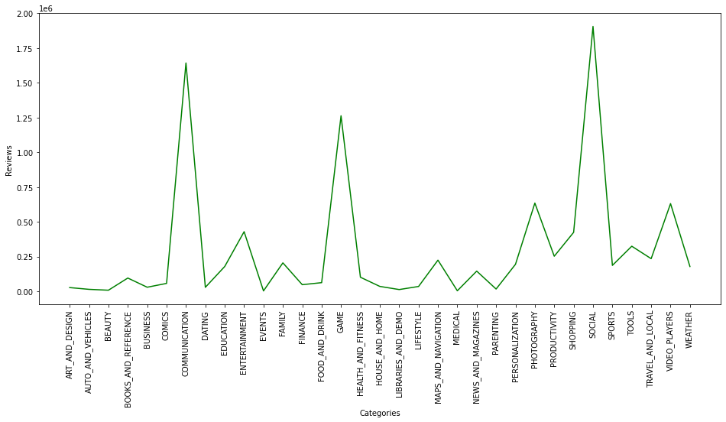 1e6
2.00
1.75
1.50
1.25
1.00
0.75
0.50
0.25
0.00
Reviews
ART_AND_DESIGN
AUTO_AND_VEHICLES
BEAUTY
BOOKS_AND_REFERENCE
BUSINESS
COMICS
COMMUNICATION
DATING
EDUCATION
ENTERTAINMENT
EVENTS
FAMILY
FINANCE
FOOD_AND_DRINK
GAME
HEALTH_AND_FITNESS
HOUSE_AND_HOME
LIBRARIES_AND_DEMO
LIFESTYLE
MAPS_AND_NAVIGATION
MEDICAL
NEWS_AND_MAGAZINES
PARENTING
PERSONALIZATION
PHOTOGRAPHY
PRODUCTIVITY
SHOPPING
SOCIAL
SPORTS
TOOLS
TRAVEL_AND_LOCAL
VIDEO_PLAYERS
WEATHER
Categories